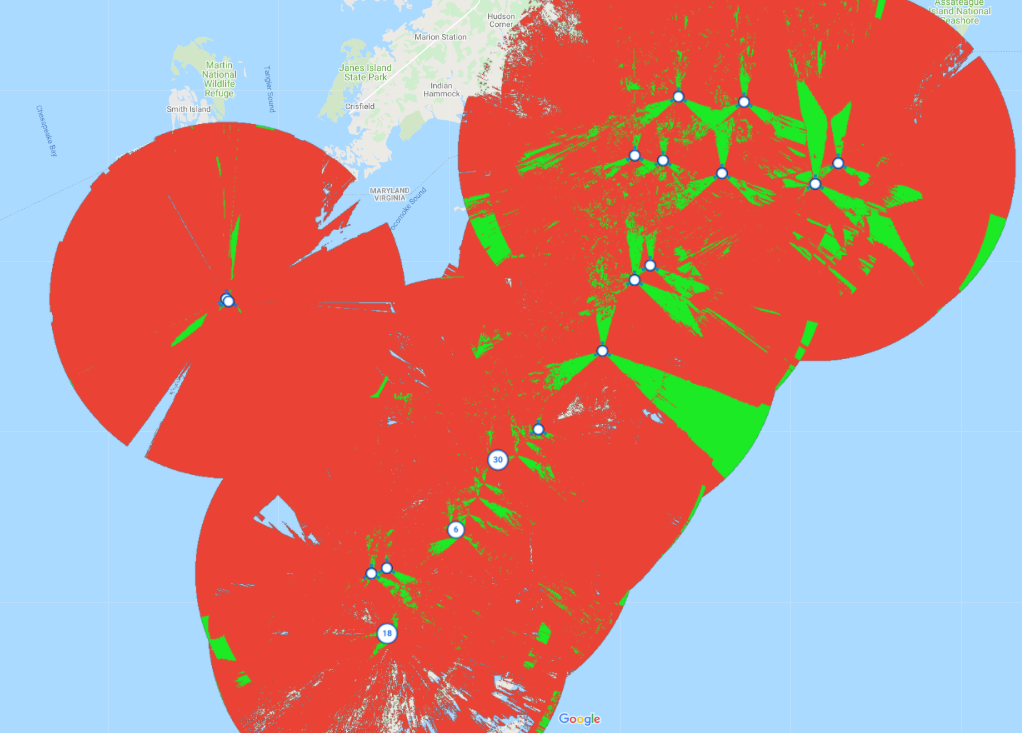 Hudson
Corner
Assateague
Island National
Seashore
Marion Station
Martin
National
Wildlife
Refuge
Tangier Sound
Janes Island
State Park
Indian
Hammock
Smith Island
Crisfield
Chesapeake Bay
MARYLAND
VIRGINIA
Pocomoke Sound
30
6
18
Google